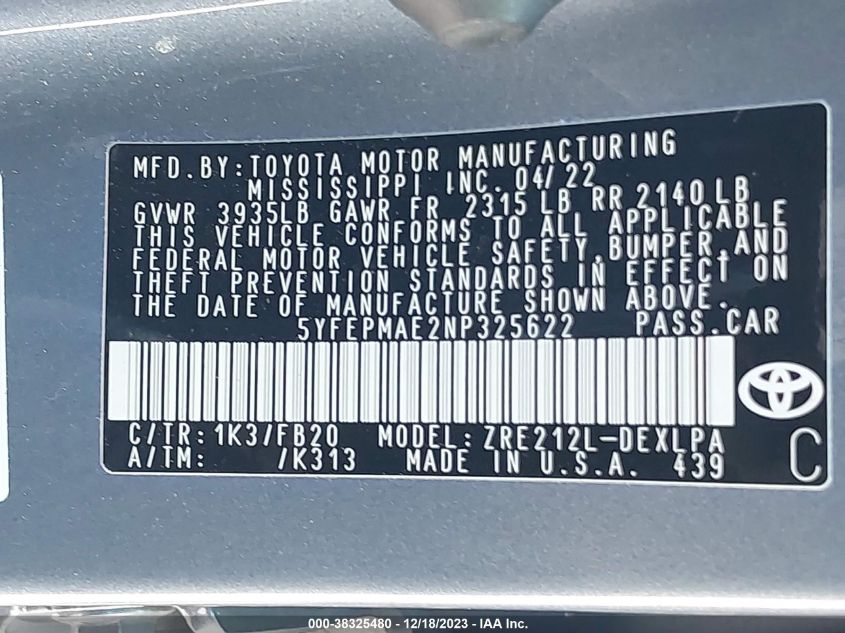 MFD.BY:TOYOTA MOTOR MANUFACTURING
MISSISSIPPI INC. 04/22
GVWR 3935LB GAWR FR 2315 LB RR 2140 LB
THIS VEHICLE CONFORMS TO ALL APPLICABLE
FEDERAL MOTOR VEHICLE SAFETY,BUMPER,AND
THEFT PREVENTION STANDARDS IN EFFECT ON
THE DATE OF MANUFACTURE SHOWN ABOVE.
5YFEPMAE2NP325622 PASS.CAR
C/TR:1K3/FB20 MODEL:ZRE212L-DEXLPA
A/TM: /K313 MADE IN U.S.A. 439 C
000-38325480 - 12/18/2023 - IAA Inc.